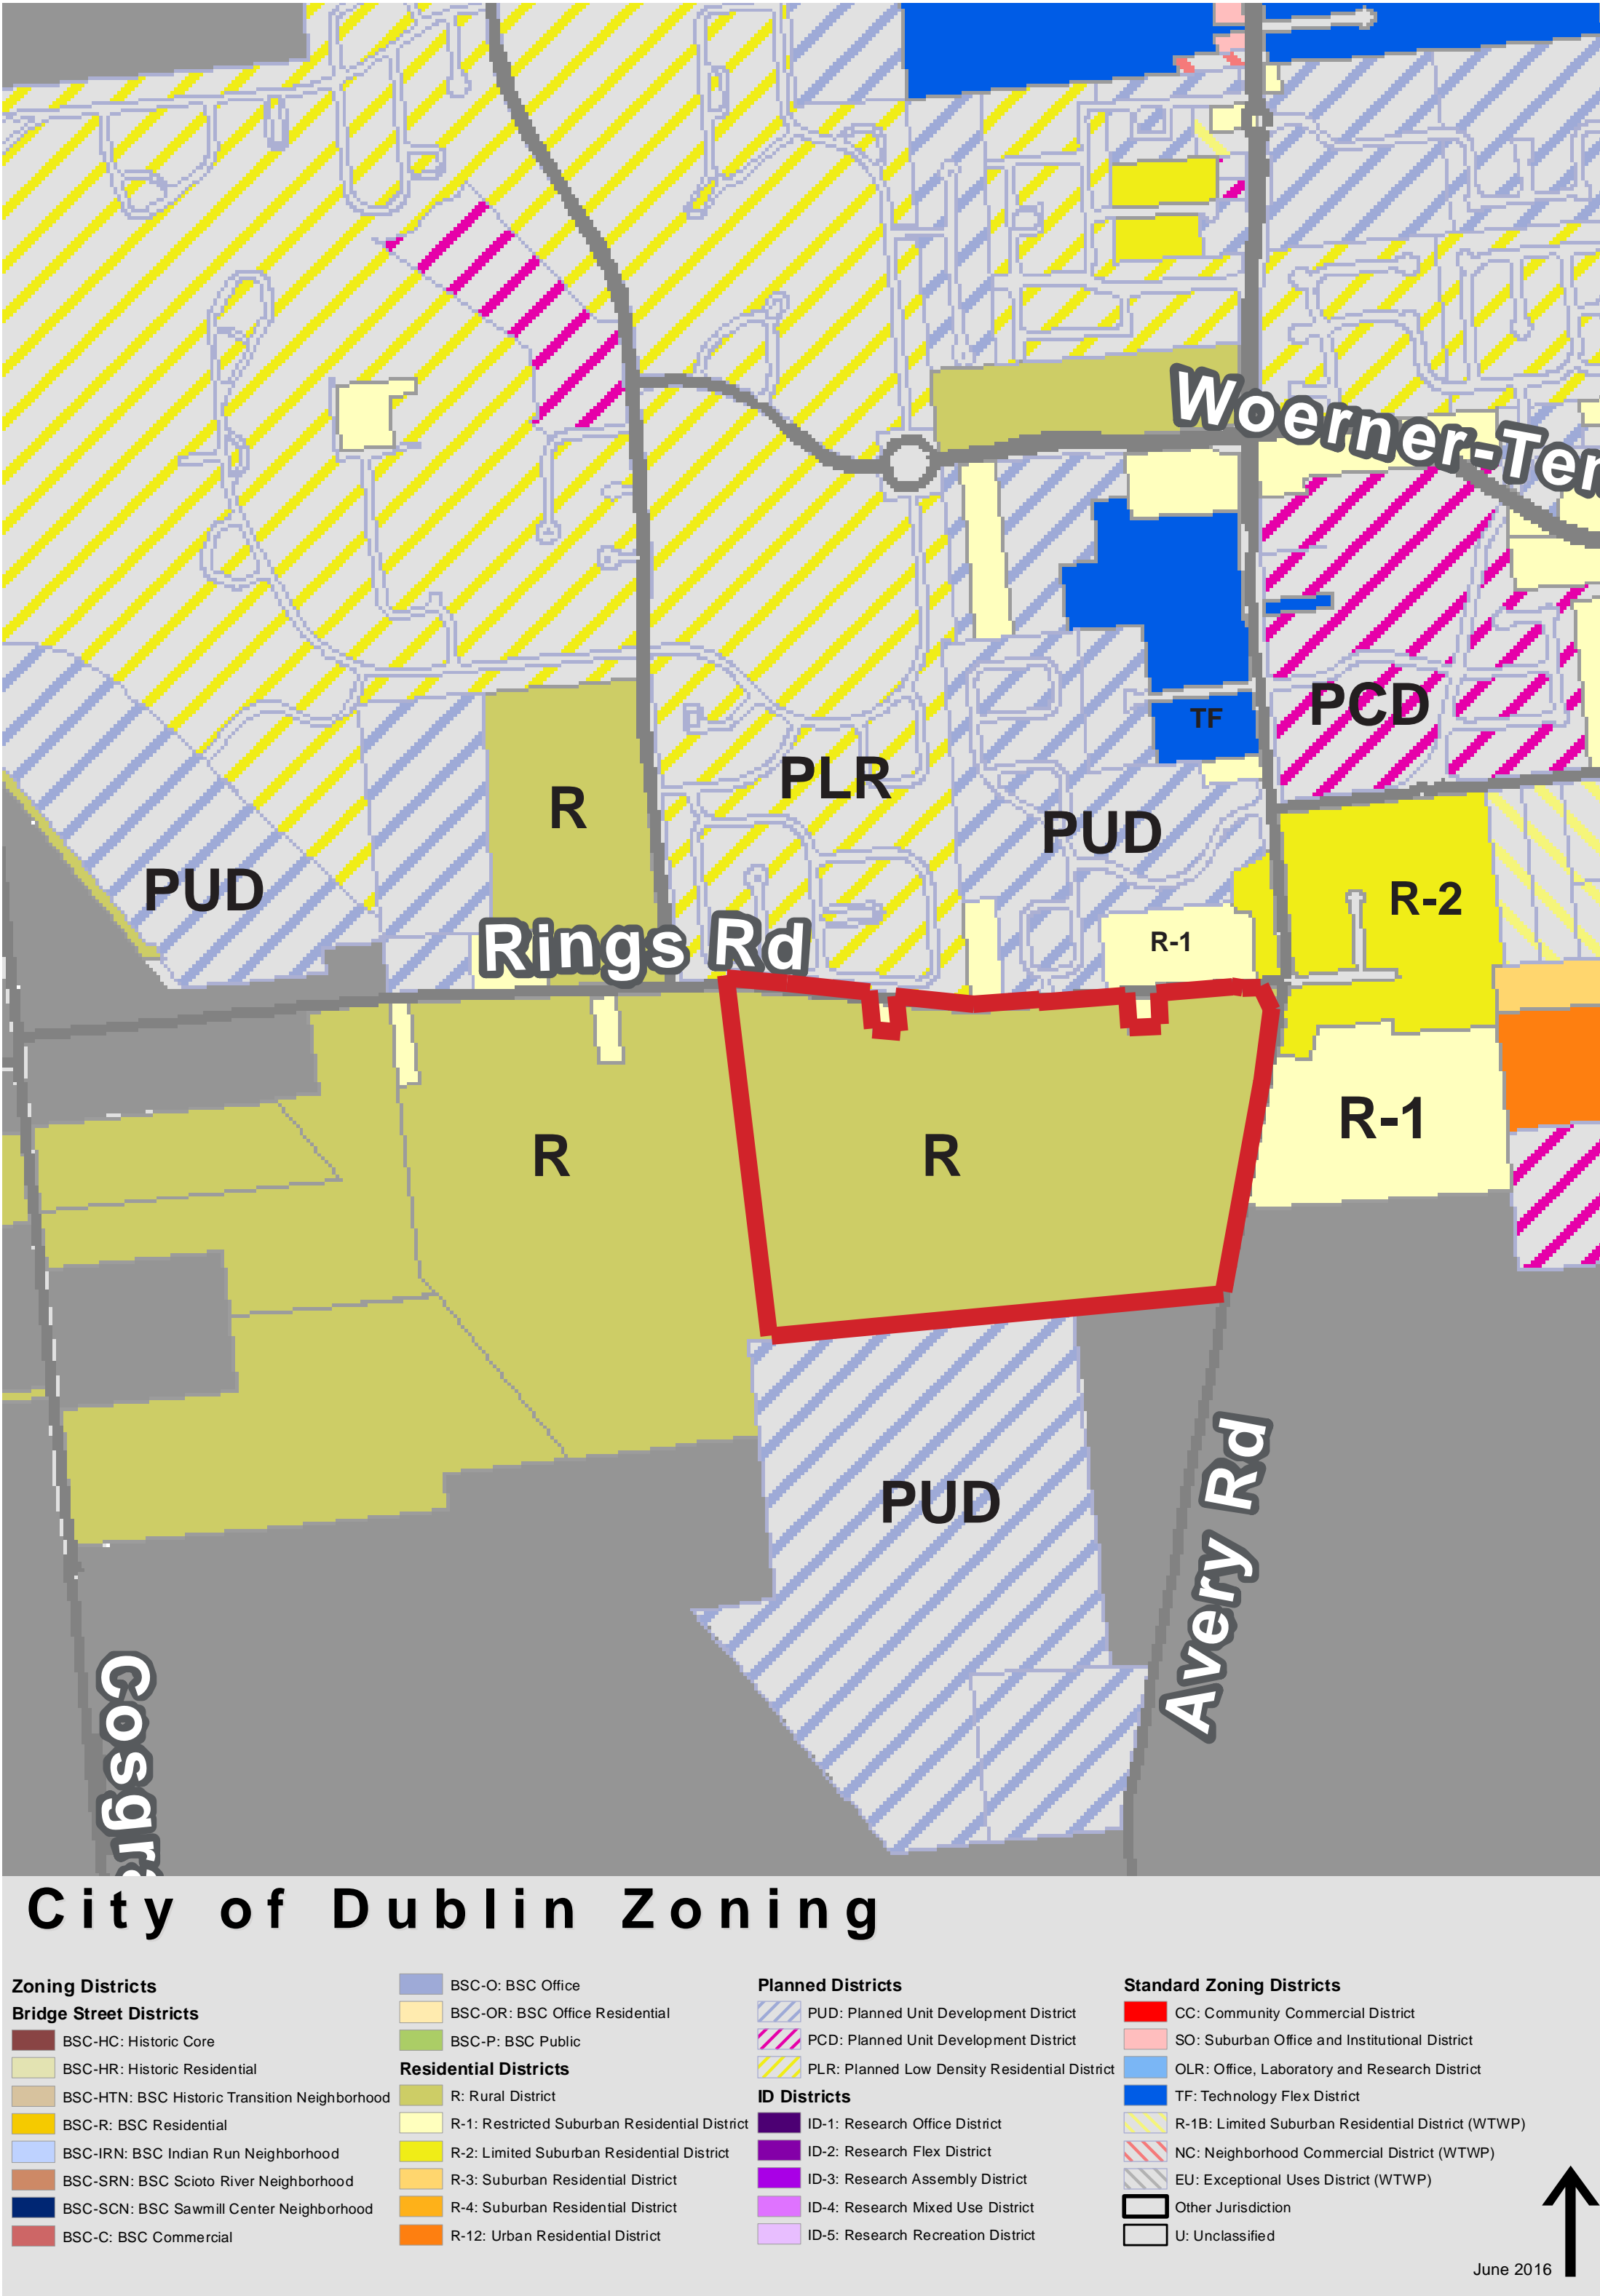 Woerner-Tem
PCD
TF
R
PLR
PUD
PUD
R-2
Rings Rd
R-1
R-1
R
R
PUD
Avery Rd
Cosgr
City of Dublin Zoning
Zoning Districts
Bridge Street Districts
BSC-HC: Historic Core
BSC-HR: Historic Residential
BSC-HTN: BSC Historic Transition Neighborhood
BSC-R: BSC Residential
BSC-IRN: BSC Indian Run Neighborhood
BSC-SRN: BSC Scioto River Neighborhood
BSC-SCN: BSC Sawmill Center Neighborhood
BSC-C: BSC Commercial
BSC-O: BSC Office
BSC-OR: BSC Office Residential
BSC-P: BSC Public
Residential Districts
R: Rural District
R-1: Restricted Suburban Residential District
R-2: Limited Suburban Residential District
R-3: Suburban Residential District
R-4: Suburban Residential District
R-12: Urban Residential District
Planned Districts
PUD: Planned Unit Development District
PCD: Planned Unit Development District
PLR: Planned Low Density Residential District
ID Districts
ID-1: Research Office District
ID-2: Research Flex District
ID-3: Research Assembly District
ID-4: Research Mixed Use District
ID-5: Research Recreation District
Standard Zoning Districts
CC: Community Commercial District
SO: Suburban Office and Institutional District
OLR: Office, Laboratory and Research District
TF: Technology Flex District
R-1B: Limited Suburban Residential District (WTWP)
NC: Neighborhood Commercial District (WTWP)
EU: Exceptional Uses District (WTWP)
Other Jurisdiction
U: Unclassified
June 2016